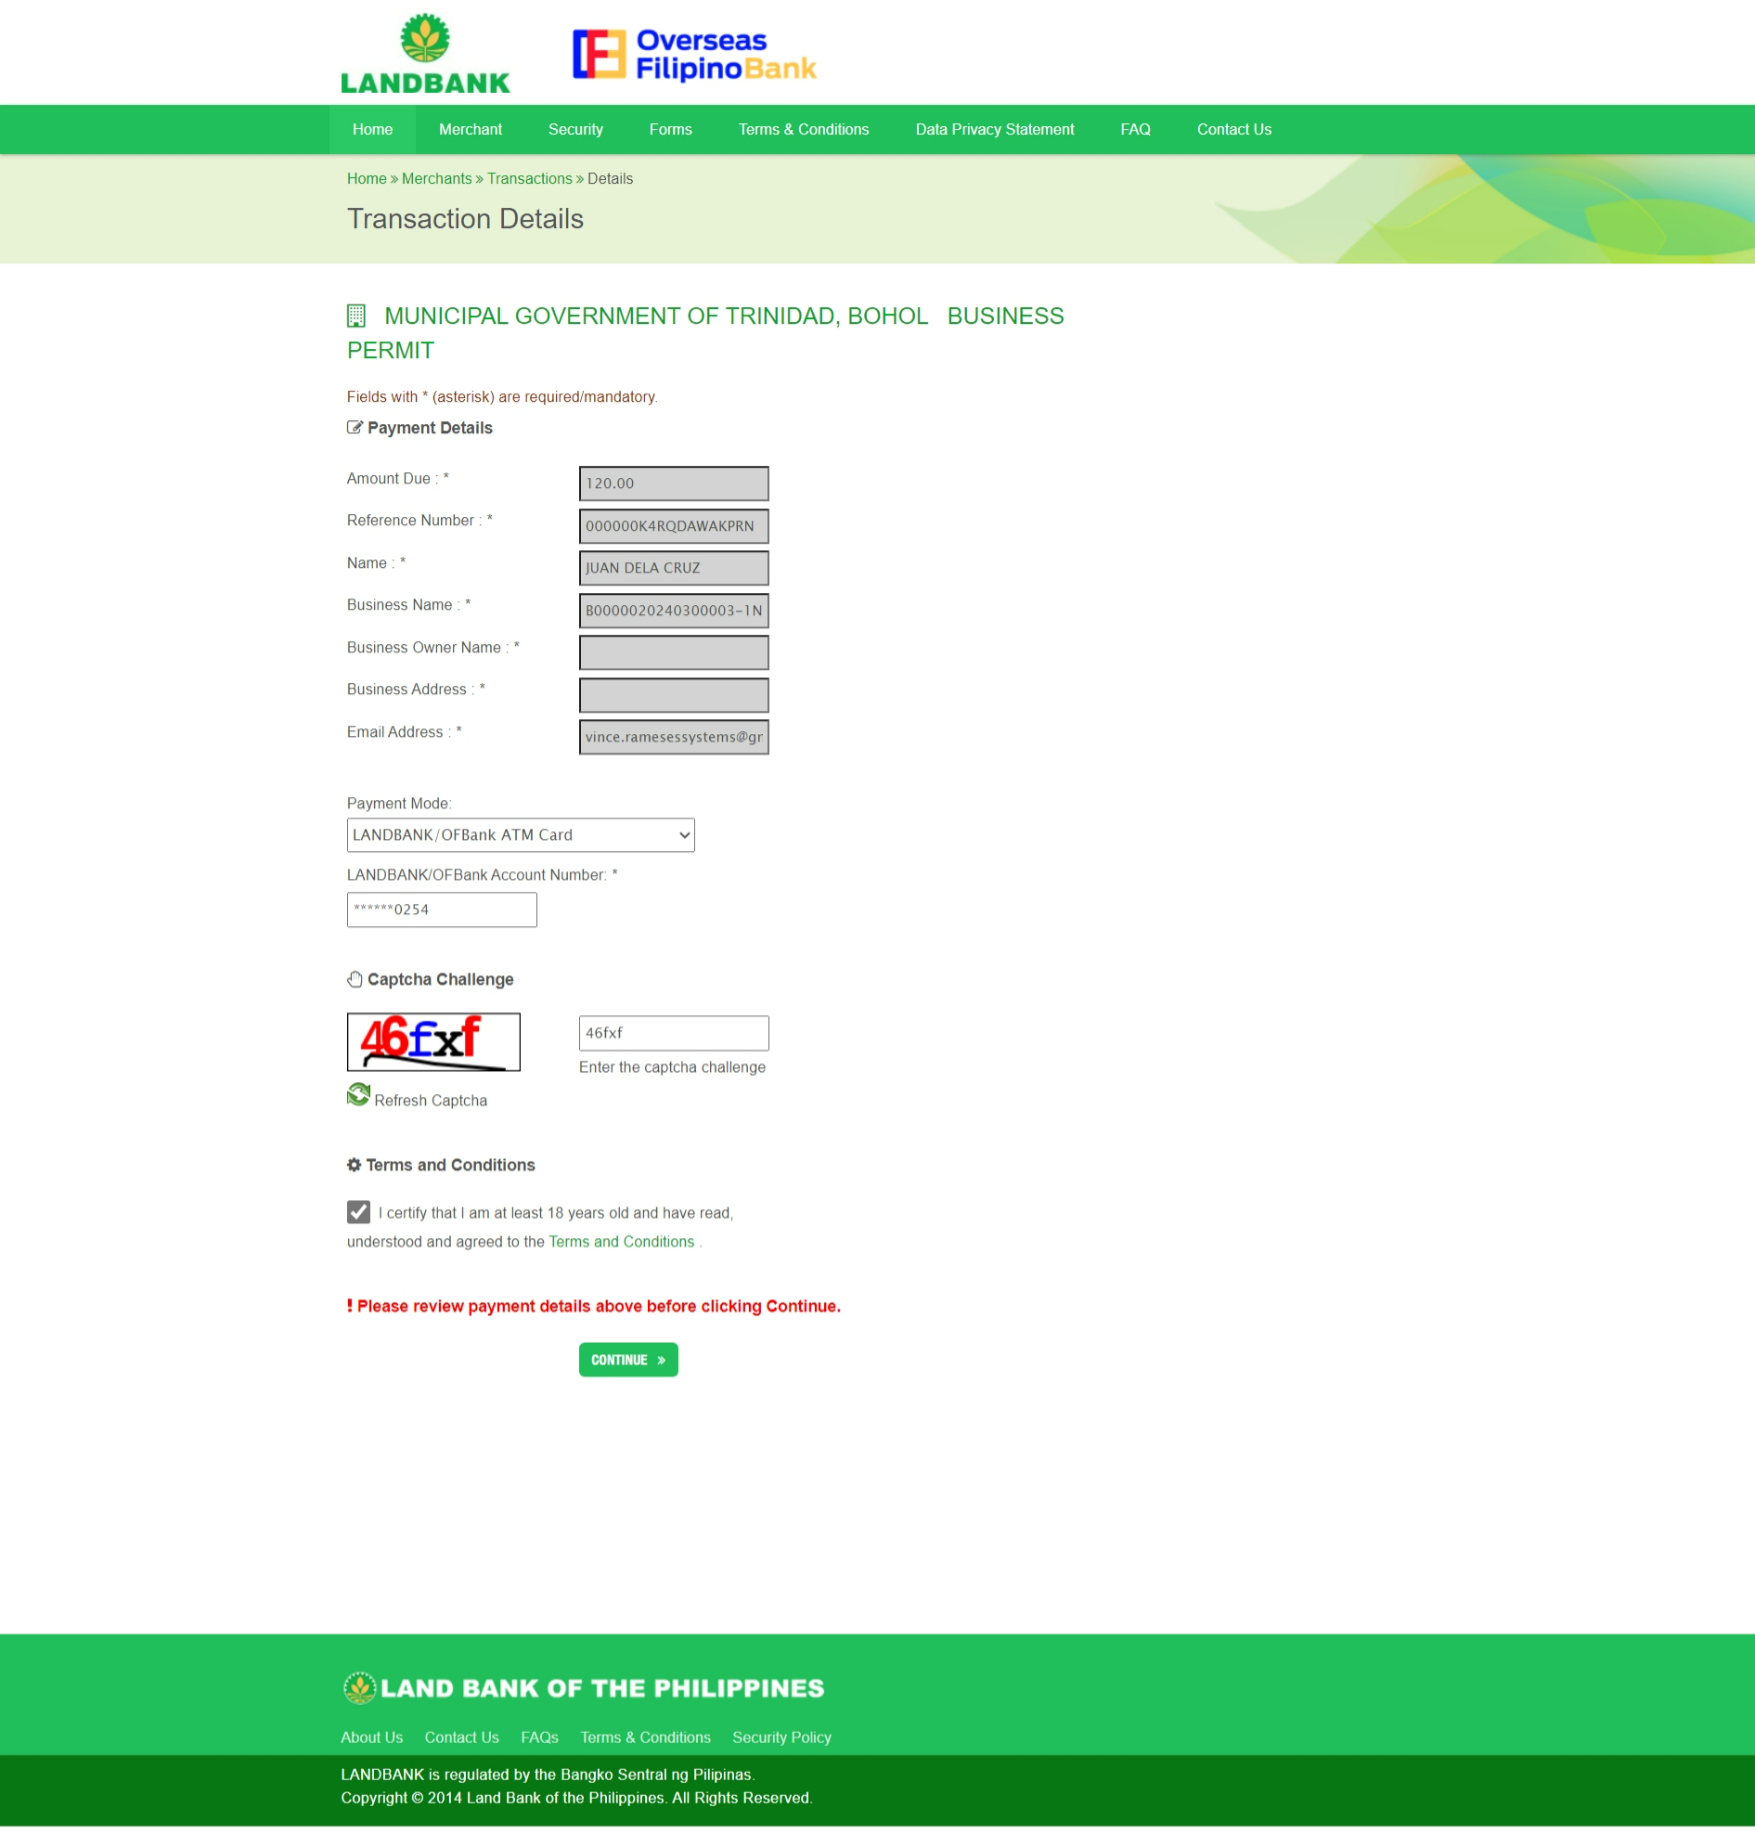 LANDBANK
Overseas
FilipinoBank
Home Merchant Security Forms Terms & Conditions Data Privacy Statement FAQ Contact Us
Home » Merchants » Transactions » Details
Transaction Details
MUNICIPAL GOVERNMENT OF TRINIDAD, BOHOL BUSINESS
PERMIT
Fields with * (asterisk) are required/mandatory.
Payment Details
Amount Due : * 120.00
Reference Number : * 000000K4RQDAWAKPRN
Name : * JUAN DELA CRUZ
Business Name : * B0000020240300003-1N
Business Owner Name : *
Business Address : *
Email Address : * vince.ramesessystems@gr
Payment Mode:
LANDBANK/OFBank ATM Card
LANDBANK/OFBank Account Number: *
******0254
Captcha Challenge
46fxf 46fxf
Enter the captcha challenge
Refresh Captcha
Terms and Conditions
I certify that I am at least 18 years old and have read,
understood and agreed to the Terms and Conditions .
! Please review payment details above before clicking Continue.
CONTINUE »
LAND BANK OF THE PHILIPPINES
About Us Contact Us FAQs Terms & Conditions Security Policy
LANDBANK is regulated by the Bangko Sentral ng Pilipinas.
Copyright © 2014 Land Bank of the Philippines. All Rights Reserved.